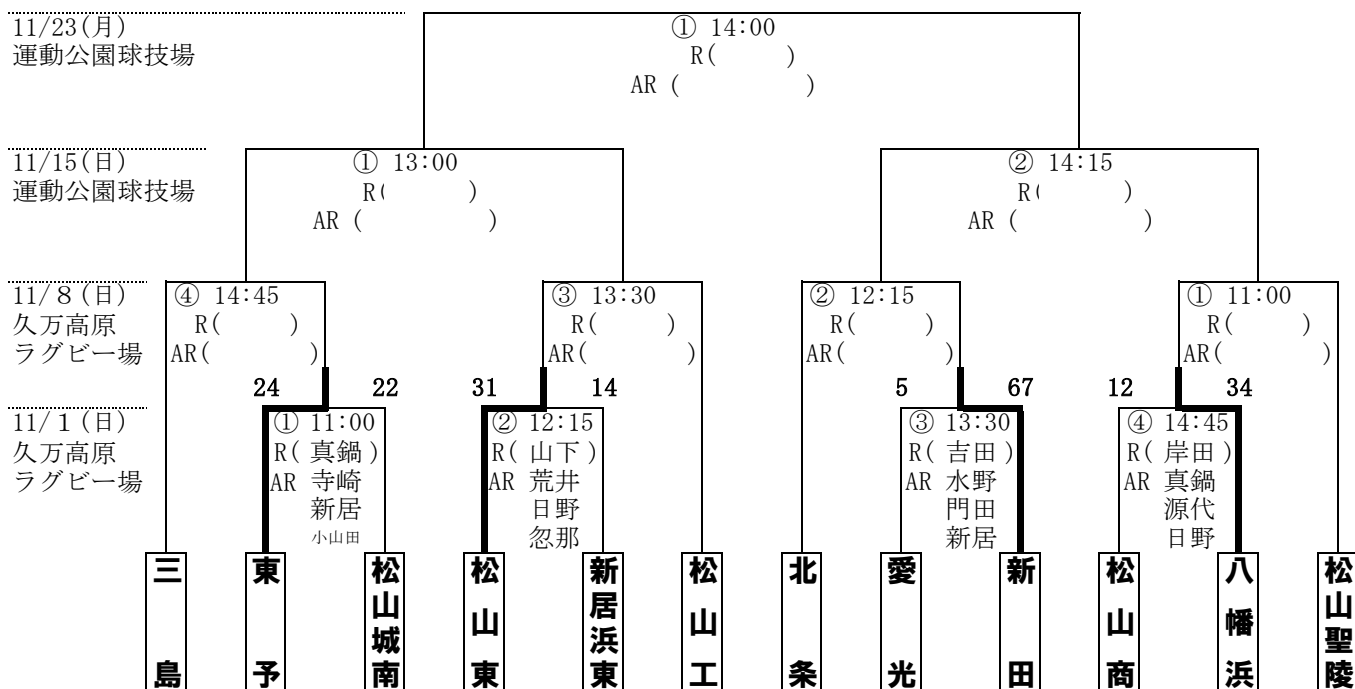 11/23(月)
運動公園球技場
① 14:00
R( )
AR ( )
11/15(日)
運動公園球技場
① 13:00
R( )
AR ( )
② 14:15
R( )
AR ( )
11/８(日)
久万高原
ラグビー場
④ 14:45
R( )
AR( )
③ 13:30
R( )
AR( )
② 12:15
R( )
AR( )
① 11:00
R( )
AR( )
24 22 31 14 5 67 12 34
11/１(日)
久万高原
ラグビー場
① 11:00
R( 真鍋 )
AR 寺崎
新居
小山田
② 12:15
R( 山下 )
AR 荒井
日野
忽那
③ 13:30
R( 吉田 )
AR 水野
門田
新居
④ 14:45
R( 岸田 )
AR 真鍋
源代
日野
三島
東予
松山城南
松山東
新居浜東
松山工
北条
愛光
新田
松山商
八幡浜
松山聖陵